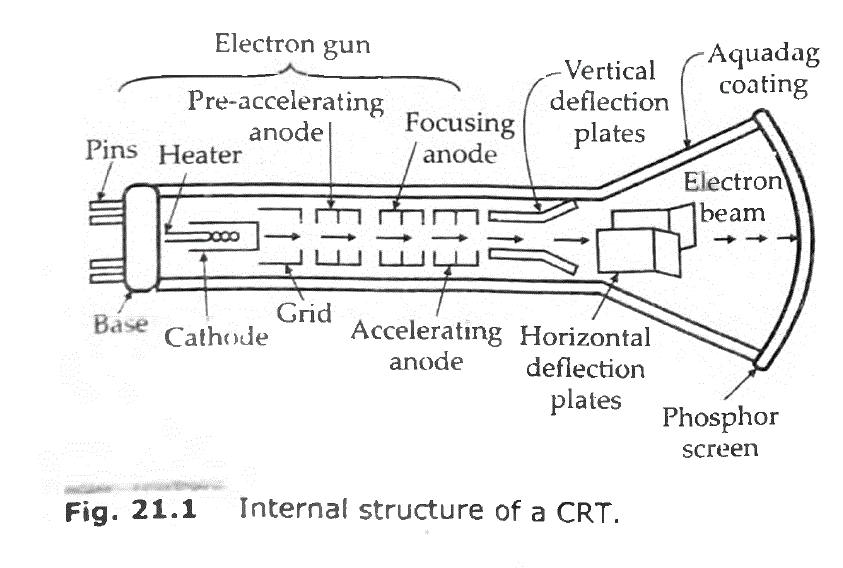 Electron gun
Pre-accelerating
anode
Focusing
anode
Vertical
deflection
plates
Aquadag
coating
Pins
Heater
Electron
beam
Base
Cathode
Grid
Accelerating
anode
Horizontal
deflection
plates
Phosphor
screen
Fig. 21.1 Internal structure of a CRT.